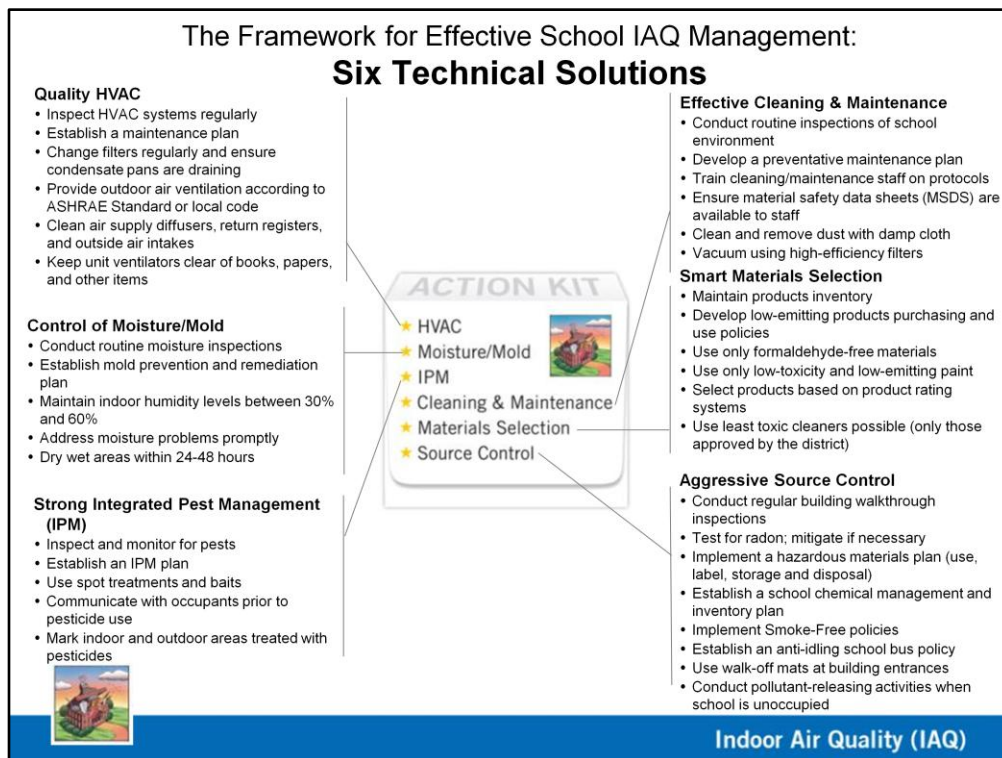 The Framework for Effective School IAQ Management:
Six Technical Solutions
Quality HVAC
• Inspect HVAC systems regularly
• Establish a maintenance plan
• Change filters regularly and ensure
condensate pans are draining
• Provide outdoor air ventilation according to
ASHRAE Standard or local code
• Clean air supply diffusers, return registers,
and outside air intakes
• Keep unit ventilators clear of books, papers,
and other items
Control of Moisture/Mold
• Conduct routine moisture inspections
• Establish mold prevention and remediation
plan
• Maintain indoor humidity levels between 30%
and 60%
• Address moisture problems promptly
• Dry wet areas within 24-48 hours
Strong Integrated Pest Management
(IPM)
• Inspect and monitor for pests
• Establish an IPM plan
• Use spot treatments and baits
• Communicate with occupants prior to
pesticide use
• Mark indoor and outdoor areas treated with
pesticides
ACTION KIT
HVAC
Moisture/Mold
IPM
Cleaning & Maintenance
Materials Selection
Source Control
Effective Cleaning & Maintenance
• Conduct routine inspections of school
environment
• Develop a preventative maintenance plan
• Train cleaning/maintenance staff on protocols
• Ensure material safety data sheets (MSDS) are
available to staff
• Clean and remove dust with damp cloth
• Vacuum using high-efficiency filters
Smart Materials Selection
• Maintain products inventory
• Develop low-emitting products purchasing and
use policies
• Use only formaldehyde-free materials
• Use only low-toxicity and low-emitting paint
• Select products based on product rating
systems
• Use least toxic cleaners possible (only those
approved by the district)
Aggressive Source Control
• Conduct regular building walkthrough
inspections
• Test for radon; mitigate if necessary
• Implement a hazardous materials plan (use,
label, storage and disposal)
• Establish a school chemical management and
inventory plan
• Implement Smoke-Free policies
• Establish an anti-idling school bus policy
• Use walk-off mats at building entrances
• Conduct pollutant-releasing activities when
school is unoccupied
Indoor Air Quality (IAQ)